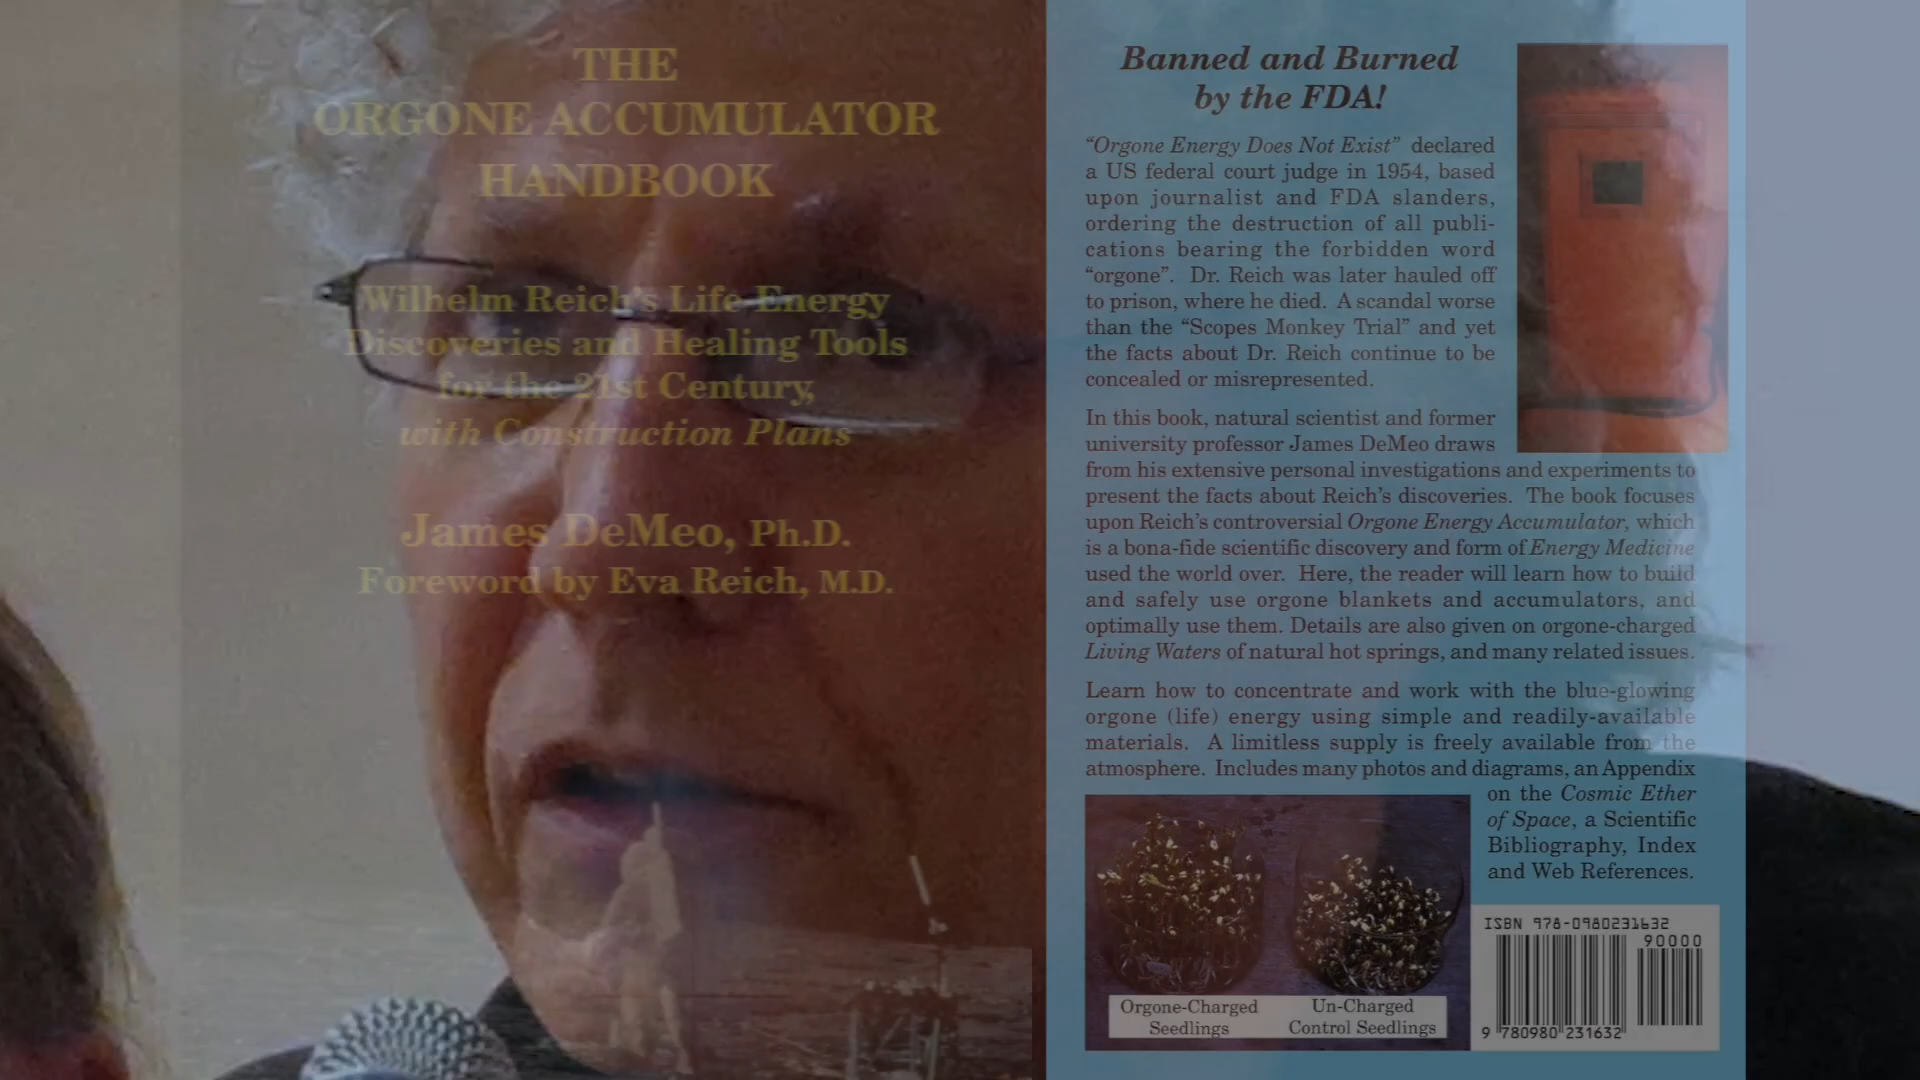 THE
ORGONE ACCUMULATOR
HANDBOOK
Wilhelm Reich's Life Energy
Discoveries and Healing Tools
for the 21st Century,
with Construction Plans
James DeMeo, Ph.D.
Foreword by Eva Reich, M.D.
Banned and Burned
by the FDA!
“Orgone Energy Does Not Exist” declared
a US federal court judge in 1954, based
upon journalist and FDA slanders,
ordering the destruction of all publi-
cations bearing the forbidden word
“orgone”. Dr. Reich was later hauled off
to prison, where he died. A scandal worse
than the “Scopes Monkey Trial” and yet
the facts about Dr. Reich continue to be
concealed or misrepresented.
In this book, natural scientist and former
university professor James DeMeo draws
from his extensive personal investigations and experiments to
present the facts about Reich's discoveries. The book focuses
upon Reich's controversial Orgone Energy Accumulator, which
is a bona-fide scientific discovery and form of Energy Medicine
used the world over. Here, the reader will learn how to build
and safely use orgone blankets and accumulators, and
optimally use them. Details are also given on orgone-charged
Living Waters of natural hot springs, and many related issues.
Learn how to concentrate and work with the blue-glowing
orgone (life) energy using simple and readily-available
materials. A limitless supply is freely available from the
atmosphere. Includes many photos and diagrams, an Appendix
on the Cosmic Ether
of Space, a Scientific
Bibliography, Index
and Web References.
Orgone-Charged
Seedlings
Un-Charged
Control Seedlings
ISBN 978-0980231632
90000
9 780980 231632